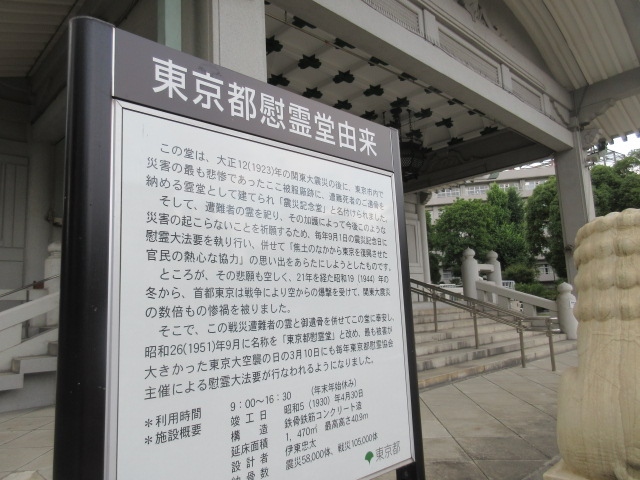 東京都慰霊堂由来
この堂は、大正12(1923)年の関東大震災の後に、東京市内で
災害の最も悲惨であったここ被服廠跡に、遭難死者のご遺骨を
納める霊堂として建てられ「震災記念堂」と名付けられました。
そして、遭難者の霊を祀り、その加護によって今後このような
災害の起こらないことを祈願するため、毎年9月1日の震災記念日に
慰霊大法要を執り行い、併せて「焦土のなかから東京を復興させた
官民の熱心な協力」の思い出をあらたにしようとしたものです。
ところが、その悲願も空しく、21年を経た昭和19(1944)年の
冬から、首都東京は戦争により空からの爆撃を受けて、関東大震災
の数倍もの惨禍を被りました。
そこで、この戦災遭難者の霊と御遺骨を併せてこの堂に奉安し、
昭和26(1951)年9月に名称を「東京都慰霊堂」と改め、最も被害が
大きかった東京大空襲の日の3月10日にも毎年東京都慰霊協会
主催による慰霊大法要が行なわれるようになりました。
*利用時間 9:00~16:30 (年末年始休み)
*施設概要 竣工日 昭和5(1930)年4月30日
構造 鉄骨鉄筋コンクリート造
延床面積 1,470㎡ 最高高さ40.9m
設計者 伊東忠太
納骨数 震災58,000体、戦災105,000体
東京都